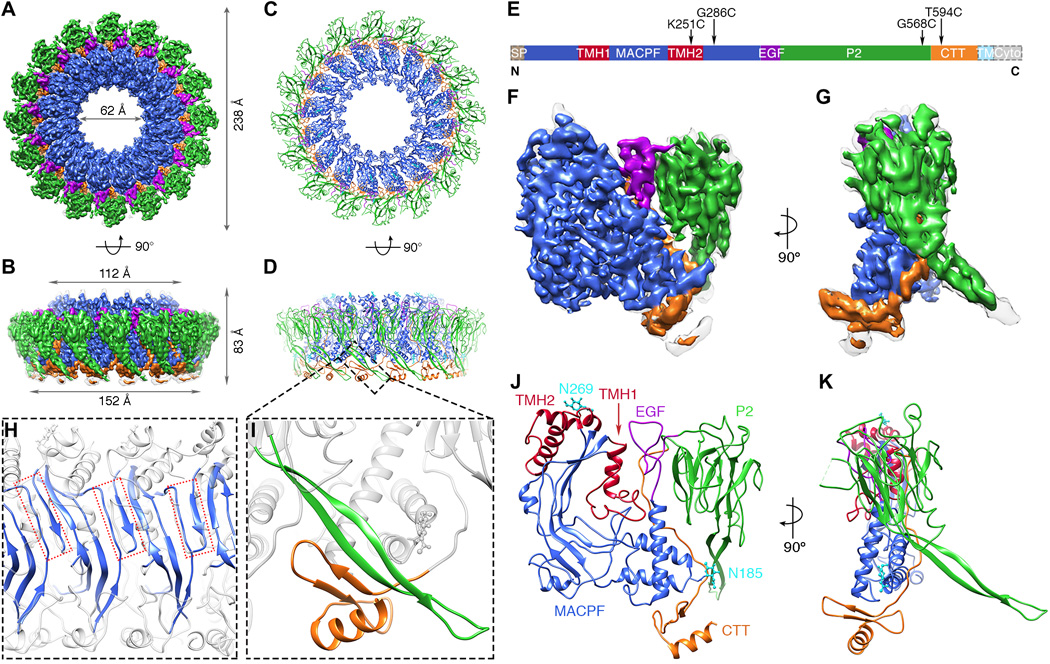 A
62 Å
238 Å
90°
B
112 Å
83 Å
152 Å
C
90°
D
E
K251C
G286C
G568C
T594C
SP TMH1 MACPF TMH2 EGF P2 CTT TM Cyto
N C
F
90°
G
H
I
J
TMH2
N269
TMH1
EGF
P2
MACPF
N185
CTT
90°
K